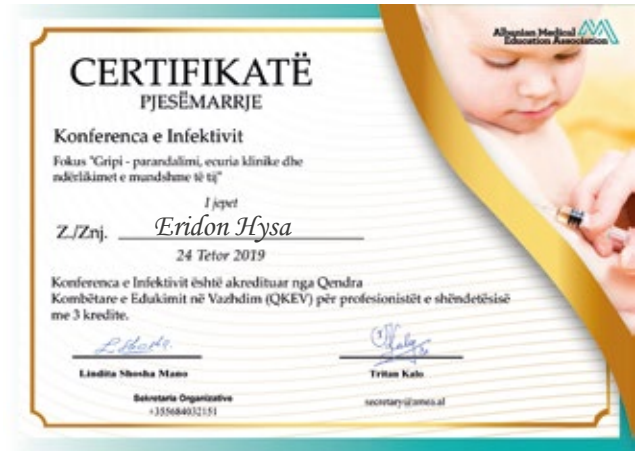 Albanian Medical
Education Association
CERTIFIKATË
PJESËMARRJE
Konferenca e Infektivit
Fokus "Gripi - parandalimi, ecuria klinike dhe
ndërlikimet e mundshme të tij"
I jepet
Z./Znj. Eridon Hysa
24 Tetor 2019
Konferenca e Infektivit është akredituar nga Qendra
Kombëtare e Edukimit në Vazhdim (QKEV) për profesionistët e shëndetësisë
me 3 kredite.
Lindita Shosha Mano
Tritan Kalo
Sekretaria Organizative
+355684032151
secretary@amea.al